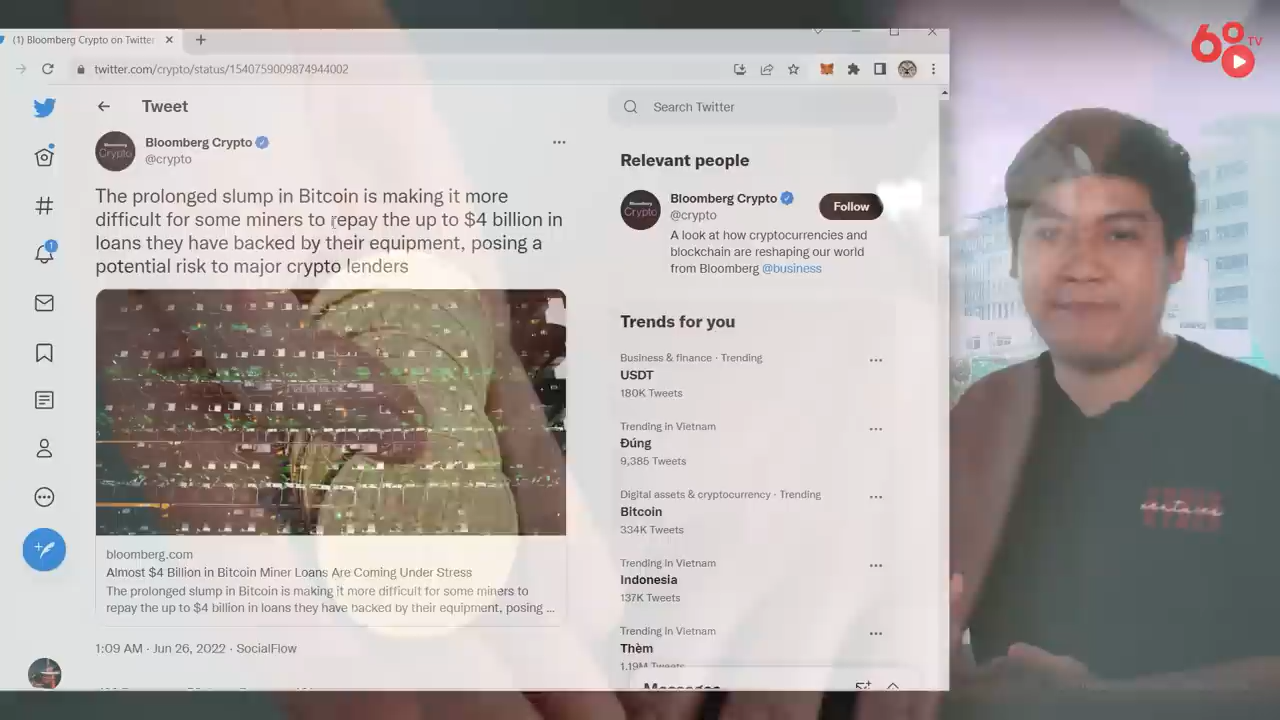 68 TV
(1) Bloomberg Crypto on Twitter
twitter.com/crypto/status/1540759009874944002
Tweet
Bloomberg Crypto
@crypto
The prolonged slump in Bitcoin is making it more
difficult for some miners to repay the up to $4 billion in
loans they have backed by their equipment, posing a
potential risk to major crypto lenders
bloomberg.com
Almost $4 Billion in Bitcoin Miner Loans Are Coming Under Stress
The prolonged slump in Bitcoin is making it more difficult for some miners to
repay the up to $4 billion in loans they have backed by their equipment, posing ...
1:09 AM · Jun 26, 2022 · SocialFlow
1
Search Twitter
Relevant people
Bloomberg Crypto
@crypto
Follow
A look at how cryptocurrencies and
blockchain are reshaping our world
from Bloomberg @business
Trends for you
Business & finance · Trending
USDT
180K Tweets
Trending in Vietnam
Đúng
9,385 Tweets
Digital assets & cryptocurrency · Trending
Bitcoin
334K Tweets
Trending in Vietnam
Indonesia
137K Tweets
Trending in Vietnam
Thèm
1.19M Tweets
Messages